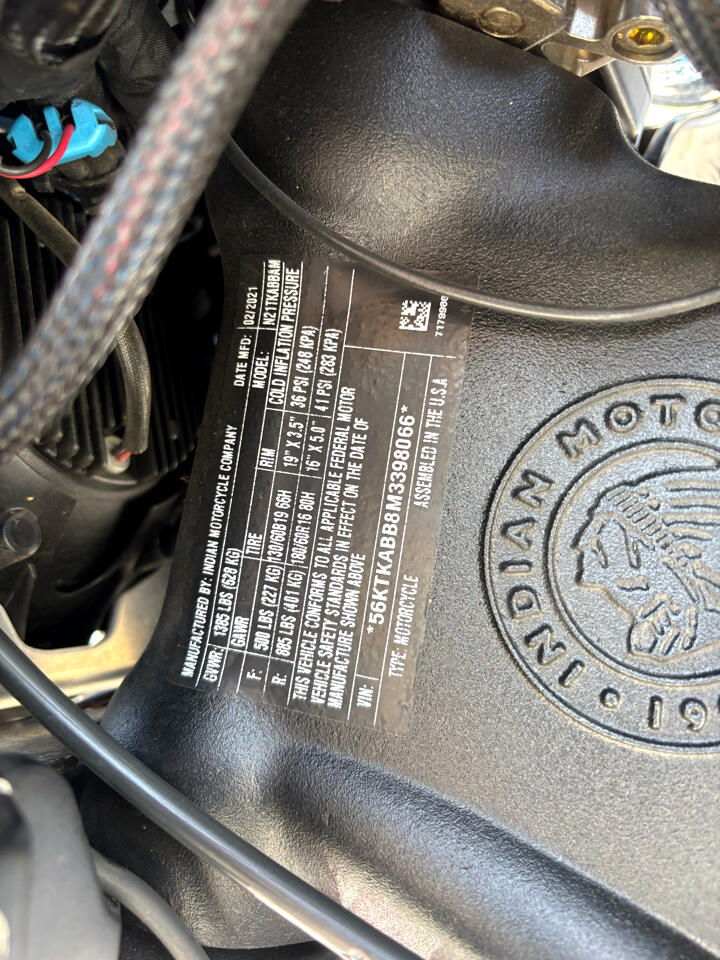 MANUFACTURED BY: INDIAN MOTORCYCLE COMPANY DATE MFD: 02/2021
GVWR: 1385 LBS (628 KG) MODEL: N21TKABBAM
GAWR TIRE RIM COLD INFLATION PRESSURE
F: 500 LBS (227 KG) 130/60B19 66H 19" X 3.5" 36 PSI (248 KPA)
R: 885 LBS (401 KG) 180/60R16 80H 16" X 5.0" 41 PSI (283 KPA)
THIS VEHICLE CONFORMS TO ALL APPLICABLE FEDERAL MOTOR
VEHICLE SAFETY STANDARDS IN EFFECT ON THE DATE OF
MANUFACTURE SHOWN ABOVE
VIN: *56KTKABB8M3398066*
TYPE: MOTORCYCLE ASSEMBLED IN THE U.S.A
7179986
INDIAN MOTO
1961